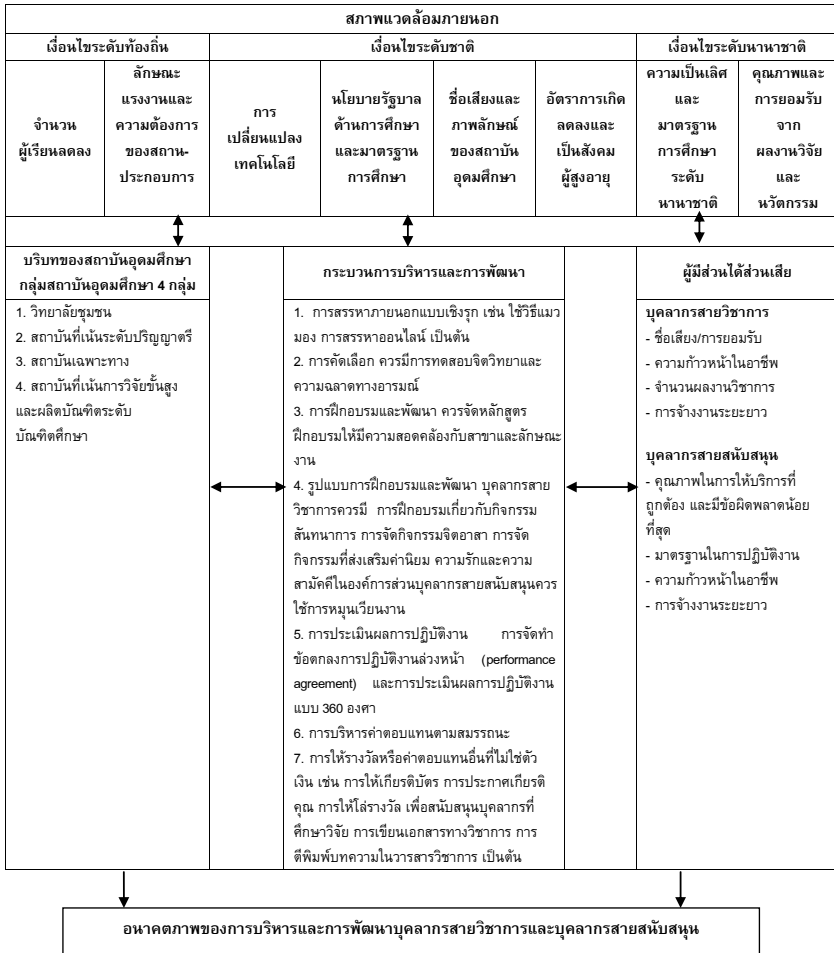 สภาพแวดล้อมภายนอก
เงื่อนไขระดับท้องถิ่น
เงื่อนไขระดับชาติ
เงื่อนไขระดับนานาชาติ
จำนวน
ผู้เรียนลดลง
ลักษณะ
แรงงานและ
ความต้องการ
ของสถาน-
ประกอบการ
การ
เปลี่ยนแปลง
เทคโนโลยี
นโยบายรัฐบาล
ด้านการศึกษา
และมาตรฐาน
การศึกษา
ชื่อเสียงและ
ภาพลักษณ์
ของสถาบัน
อุดมศึกษา
อัตราการเกิด
ลดลงและ
เป็นสังคม
ผู้สูงอายุ
ความเป็นเลิศ
และ
มาตรฐาน
การศึกษา
ระดับ
นานาชาติ
คุณภาพและ
การยอมรับ
จาก
ผลงานวิจัย
และ
นวัตกรรม
บริบทของสถาบันอุดมศึกษา
กลุ่มสถาบันอุดมศึกษา 4 กลุ่ม
1. วิทยาลัยชุมชน
2. สถาบันที่เน้นระดับปริญญาตรี
3. สถาบันเฉพาะทาง
4. สถาบันที่เน้นการวิจัยขั้นสูง
และผลิตบัณฑิตระดับ
บัณฑิตศึกษา
กระบวนการบริหารและการพัฒนา
1. การสรรหาภายนอกแบบเชิงรุก เช่น ใช้วิธีแมว
มอง การสรรหาออนไลน์ เป็นต้น
2. การคัดเลือก ควรมีการทดสอบจิตวิทยาและ
ความฉลาดทางอารมณ์
3. การฝึกอบรมและพัฒนา ควรจัดหลักสูตร
ฝึกอบรมให้มีความสอดคล้องกับสาขาและลักษณะ
งาน
4. รูปแบบการฝึกอบรมและพัฒนา บุคลากรสาย
วิชาการควรมี การฝึกอบรมเกี่ยวกับกิจกรรม
สันทนาการ การจัดกิจกรรมจิตอาสา การจัด
กิจกรรมที่ส่งเสริมค่านิยม ความรักและความ
สามัคคีในองค์การส่วนบุคลากรสายสนับสนุนควร
ใช้การหมุนเวียนงาน
5. การประเมินผลการปฏิบัติงาน การจัดทำ
ข้อตกลงการปฏิบัติงานล่วงหน้า (performance
agreement) และการประเมินผลการปฏิบัติงาน
แบบ 360 องศา
6. การบริหารค่าตอบแทนตามสมรรถนะ
7. การให้รางวัลหรือค่าตอบแทนอื่นที่ไม่ใช่ตัว
เงิน เช่น การให้เกียรติบัตร การประกาศเกียรติ
คุณ การให้โล่รางวัล เพื่อสนับสนุนบุคลากรที่
ศึกษาวิจัย การเขียนเอกสารทางวิชาการ การ
ตีพิมพ์บทความในวารสารวิชาการ เป็นต้น
ผู้มีส่วนได้ส่วนเสีย
บุคลากรสายวิชาการ
- ชื่อเสียง/การยอมรับ
- ความก้าวหน้าในอาชีพ
- จำนวนผลงานวิชาการ
- การจ้างงานระยะยาว
บุคลากรสายสนับสนุน
- คุณภาพในการให้บริการที่
ถูกต้อง และมีข้อผิดพลาดน้อย
ที่สุด
- มาตรฐานในการปฏิบัติงาน
- ความก้าวหน้าในอาชีพ
- การจ้างงานระยะยาว
อนาคตภาพของการบริหารและการพัฒนาบุคลากรสายวิชาการและบุคลากรสายสนับสนุน